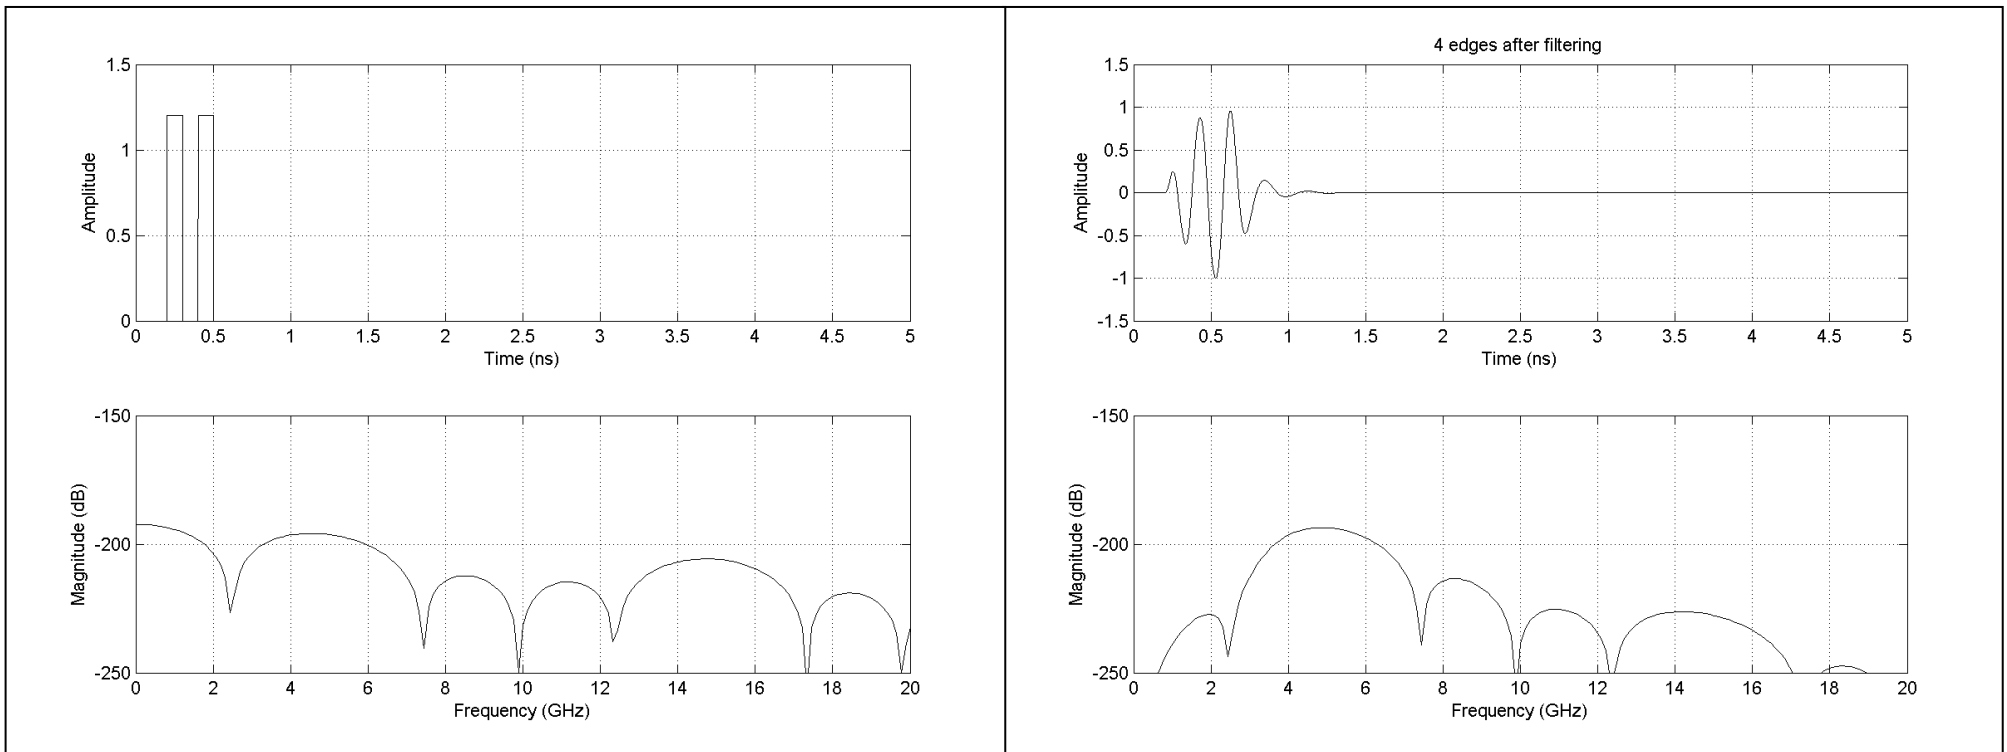 1.5
1
0.5
0
Amplitude
0 0.5 1 1.5 2 2.5 3 3.5 4 4.5 5
Time (ns)
-150
-200
-250
Magnitude (dB)
0 2 4 6 8 10 12 14 16 18 20
Frequency (GHz)
4 edges after filtering
1.5
1
0.5
0
-0.5
-1
-1.5
Amplitude
0 0.5 1 1.5 2 2.5 3 3.5 4 4.5 5
Time (ns)
-150
-200
-250
Magnitude (dB)
0 2 4 6 8 10 12 14 16 18 20
Frequency (GHz)